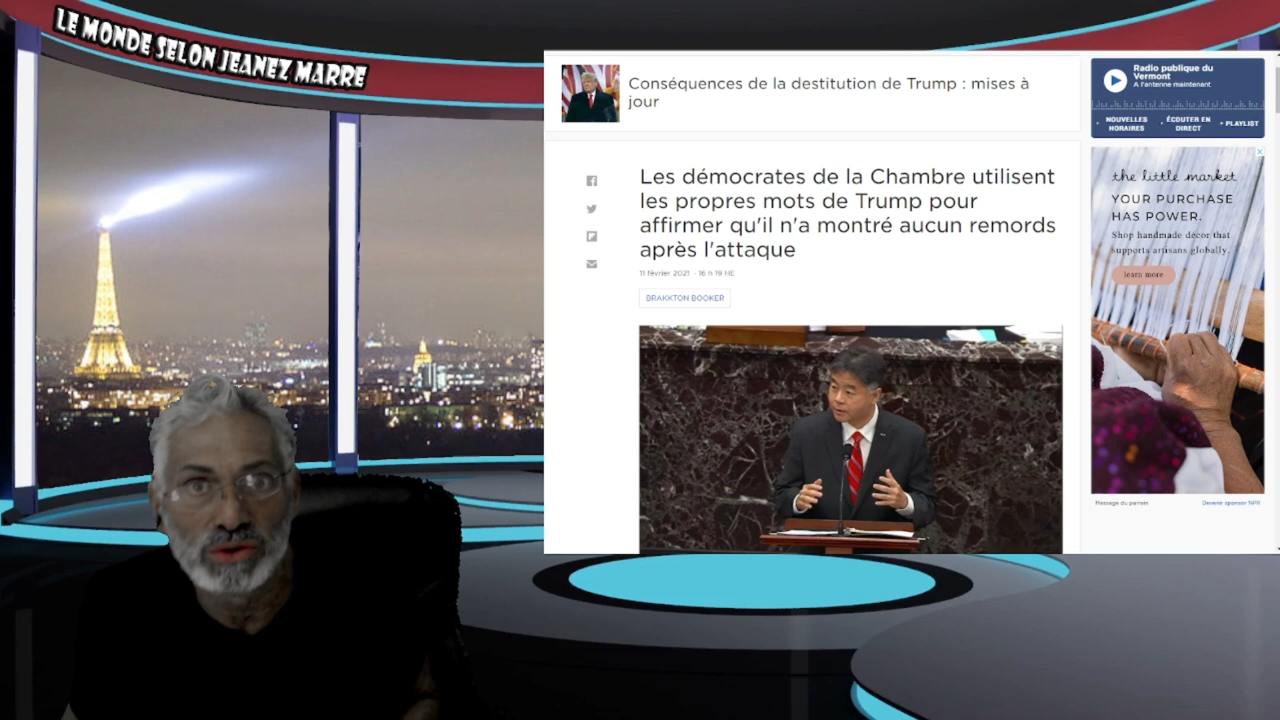 LE MONDE SELON JEANEZ MARRE
Conséquences de la destitution de Trump : mises à
jour
Les démocrates de la Chambre utilisent
les propres mots de Trump pour
affirmer qu'il n'a montré aucun remords
après l'attaque
11 février 2021 - 16 h 19 HE
BRAKKTON BOOKER
Radio publique du
Vermont
A l'antenne maintenant
NOUVELLES
HORAIRES
ÉCOUTER EN
DIRECT
PLAYLIST
the little market
YOUR PURCHASE
HAS POWER.
Shop handmade décor that
supports artisans globally.
learn more
Message du parrain
Devenir sponsor NPR